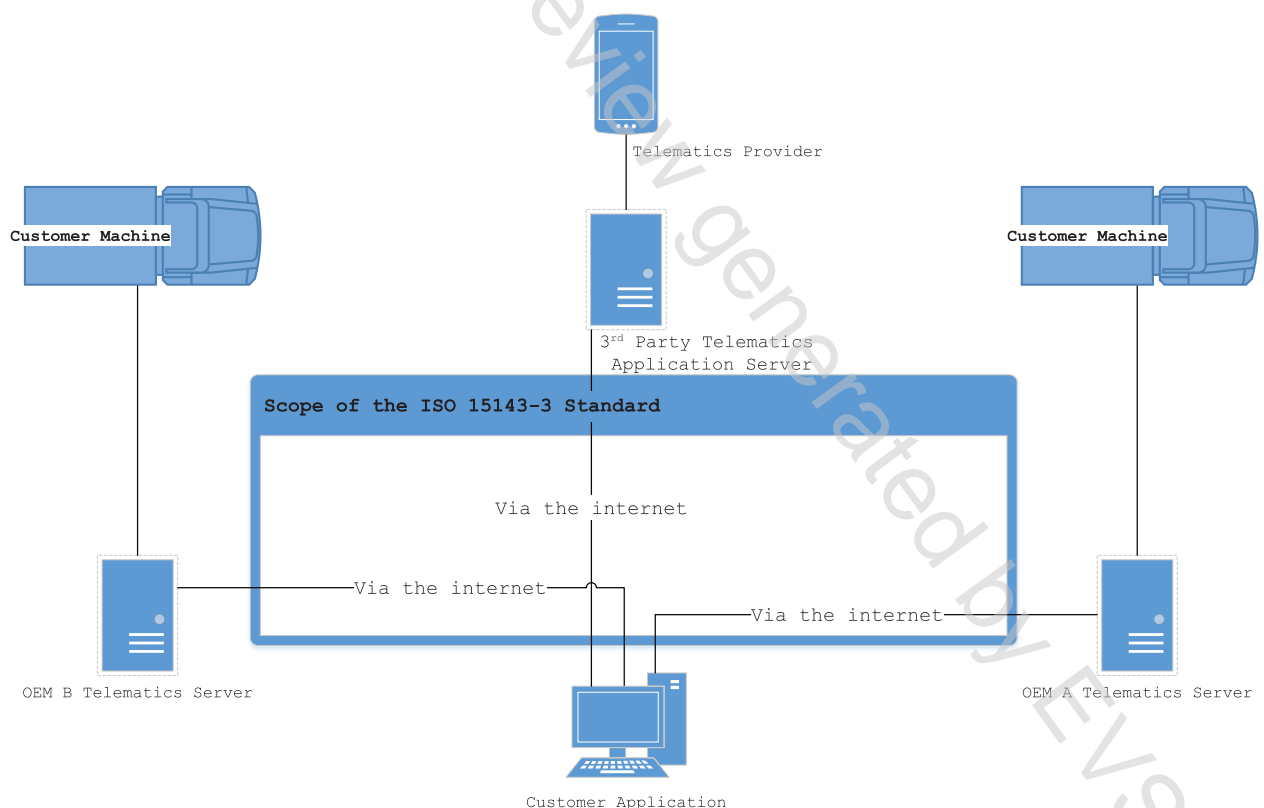 Telematics Provider
Customer Machine
Customer Machine
3rd Party Telematics
Application Server
Scope of the ISO 15143-3 Standard
Via the internet
Via the internet
Via the internet
OEM B Telematics Server
OEM A Telematics Server
Customer Application
eview generated by EVS